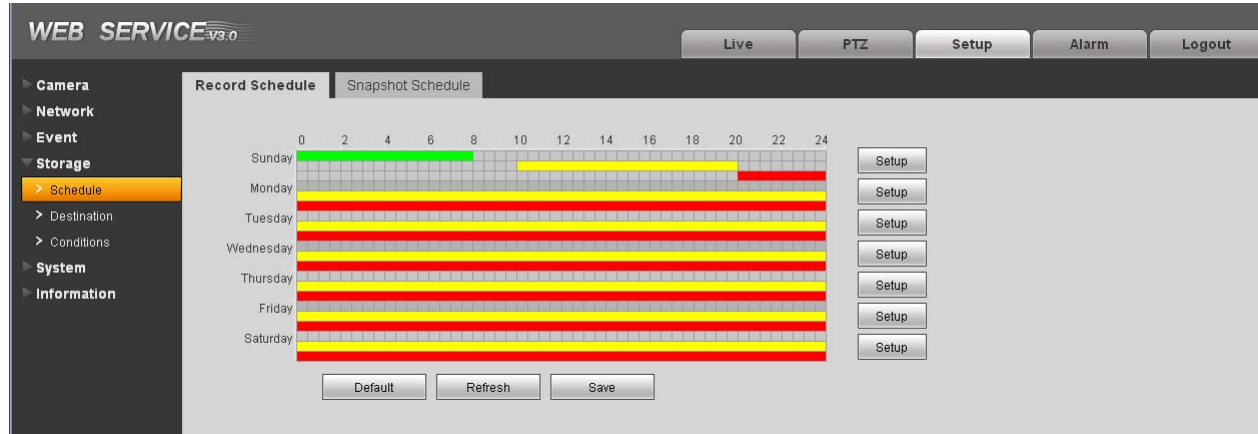 WEB SERVICE V3.0
Live PTZ Setup Alarm Logout
Camera
Network
Event
Storage
> Schedule
> Destination
> Conditions
System
Information
Record Schedule Snapshot Schedule
0 2 4 6 8 10 12 14 16 18 20 22 24
Sunday Setup
Monday Setup
Tuesday Setup
Wednesday Setup
Thursday Setup
Friday Setup
Saturday Setup
Default Refresh Save